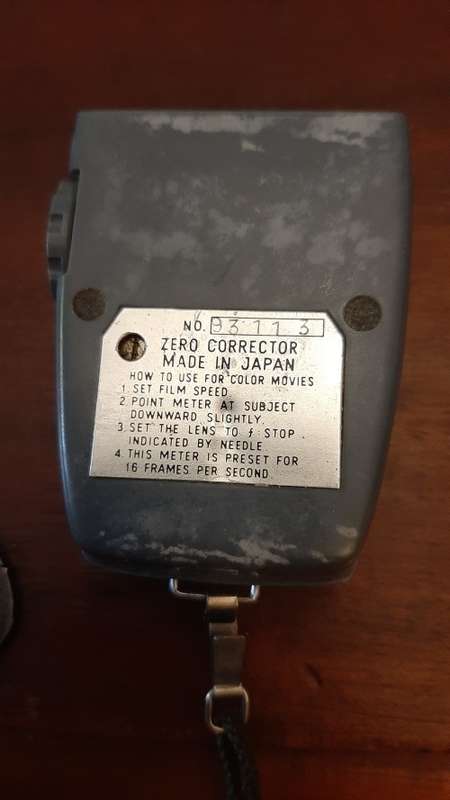 NO. 93113
ZERO CORRECTOR
MADE IN JAPAN
HOW TO USE FOR COLOR MOVIES
1. SET FILM SPEED
2. POINT METER AT SUBJECT
DOWNWARD SLIGHTLY.
3. SET THE LENS TO f STOP
INDICATED BY NEEDLE
4. THIS METER IS PRESET FOR
16 FRAMES PER SECOND